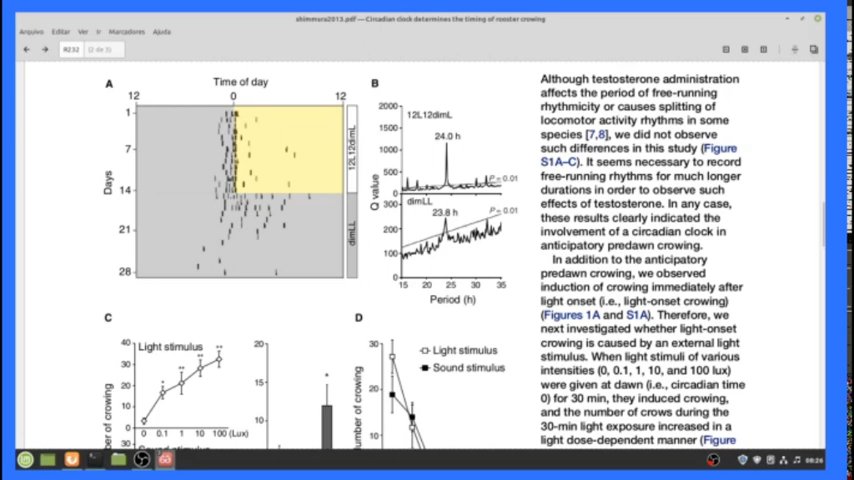 shimmura2013.pdf — Circadian clock determines the timing of rooster crowing
Arquivo Editar Ver Marcadores Ajuda
R232 (2 de 3)
A Time of day
12 0 12
1
7
14
21
28
Days
12L12dimL
dimLL
B
2000
1500
1000
500
0
12L12dimL
24.0 h
P = 0.01
Q value
dimLL
300
200
100
0
23.8 h
P = 0.01
15 20 25 30 35
Period (h)
C
40
30
20
10
0
Light stimulus
*
**
**
**
0 0.1 1 10 100 (Lux)
30
20
15
10
*
D
30
20
10
Light stimulus
Sound stimulus
Although testosterone administration
affects the period of free-running
rhythmicity or causes splitting of
locomotor activity rhythms in some
species [7,8], we did not observe
such differences in this study (Figure
S1A–C). It seems necessary to record
free-running rhythms for much longer
durations in order to observe such
effects of testosterone. In any case,
these results clearly indicated the
involvement of a circadian clock in
anticipatory predawn crowing.
In addition to the anticipatory
predawn crowing, we observed
induction of crowing immediately after
light onset (i.e., light-onset crowing)
(Figures 1A and S1A). Therefore, we
next investigated whether light-onset
crowing is caused by an external light
stimulus. When light stimuli of various
intensities (0, 0.1, 1, 10, and 100 lux)
were given at dawn (i.e., circadian time
0) for 30 min, they induced crowing,
and the number of crows during the
30-min light exposure increased in a
light dose-dependent manner (Figure
08:26